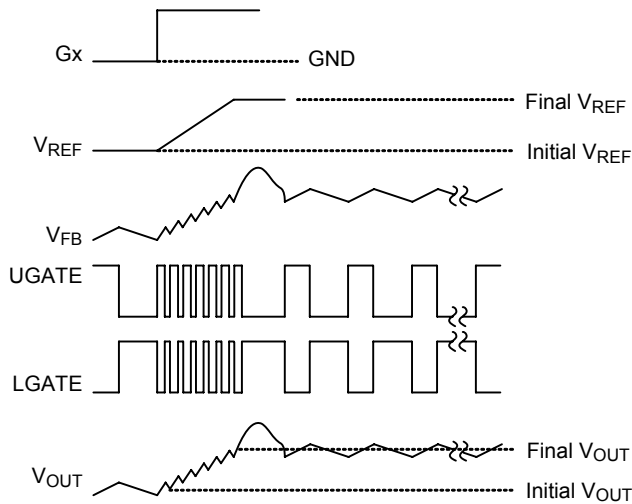 Gx
GND
Final VREF
VREF
Initial VREF
VFB
UGATE
LGATE
Final VOUT
VOUT
Initial VOUT